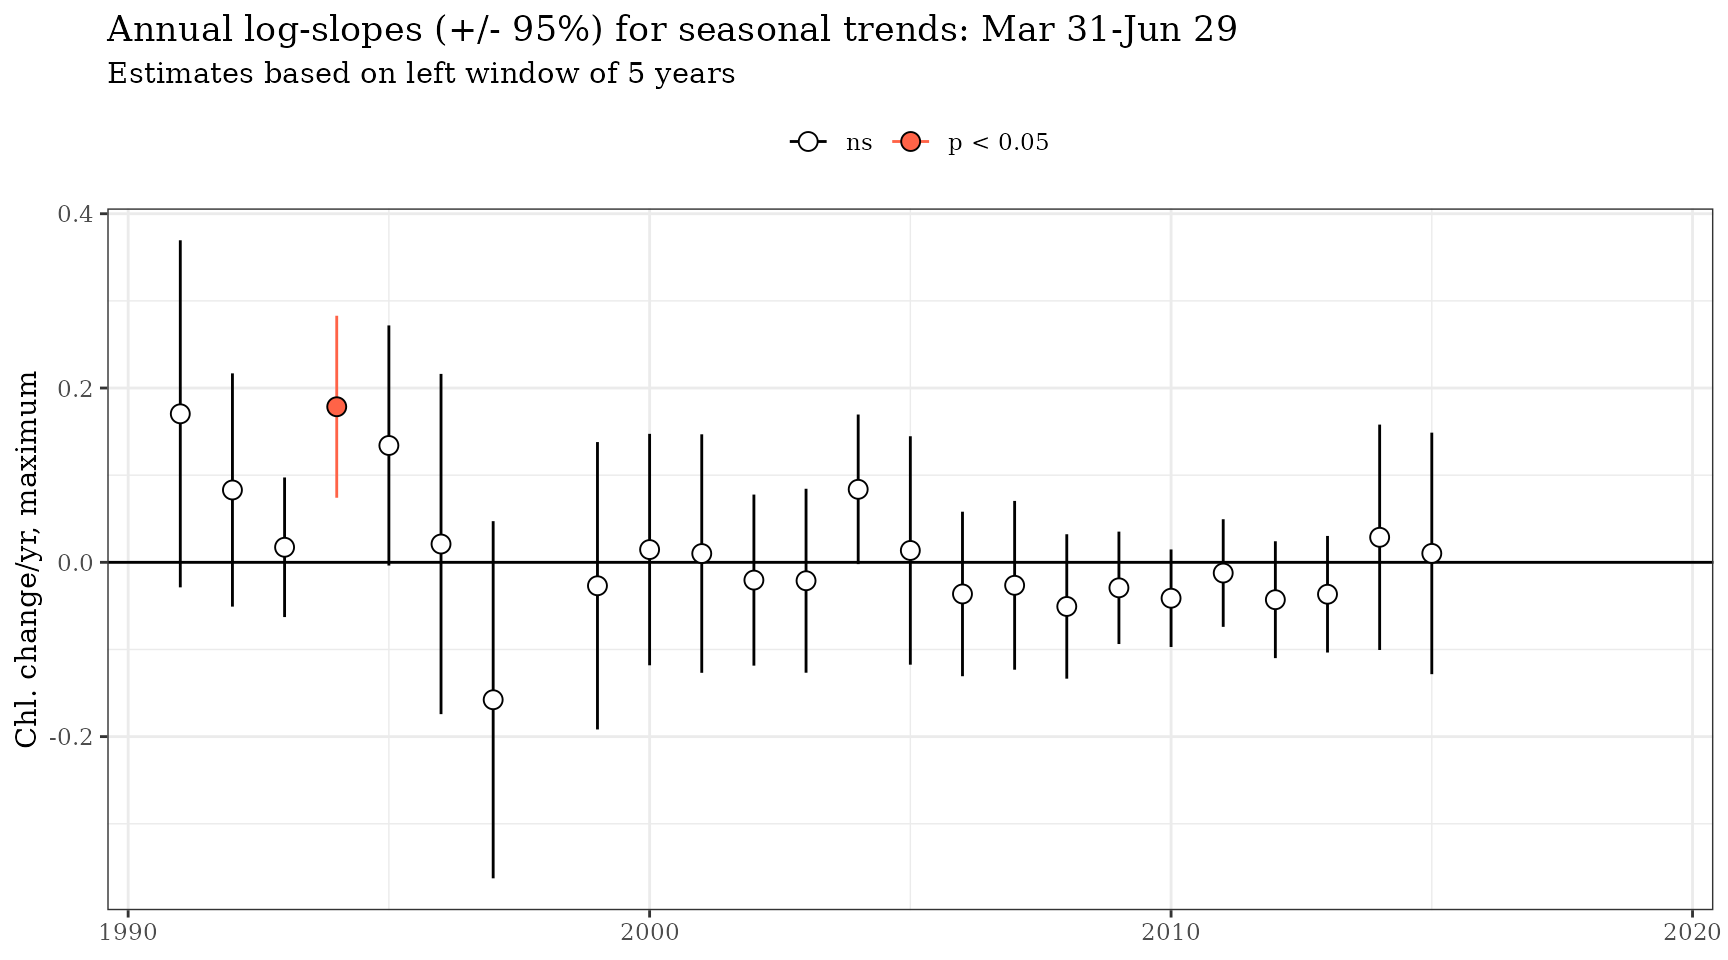 Annual log-slopes (+/- 95%) for seasonal trends: Mar 31-Jun 29
Estimates based on left window of 5 years
ns p < 0.05
Chl. change/yr, maximum
0.4
0.2
0.0
-0.2
1990 2000 2010 2020